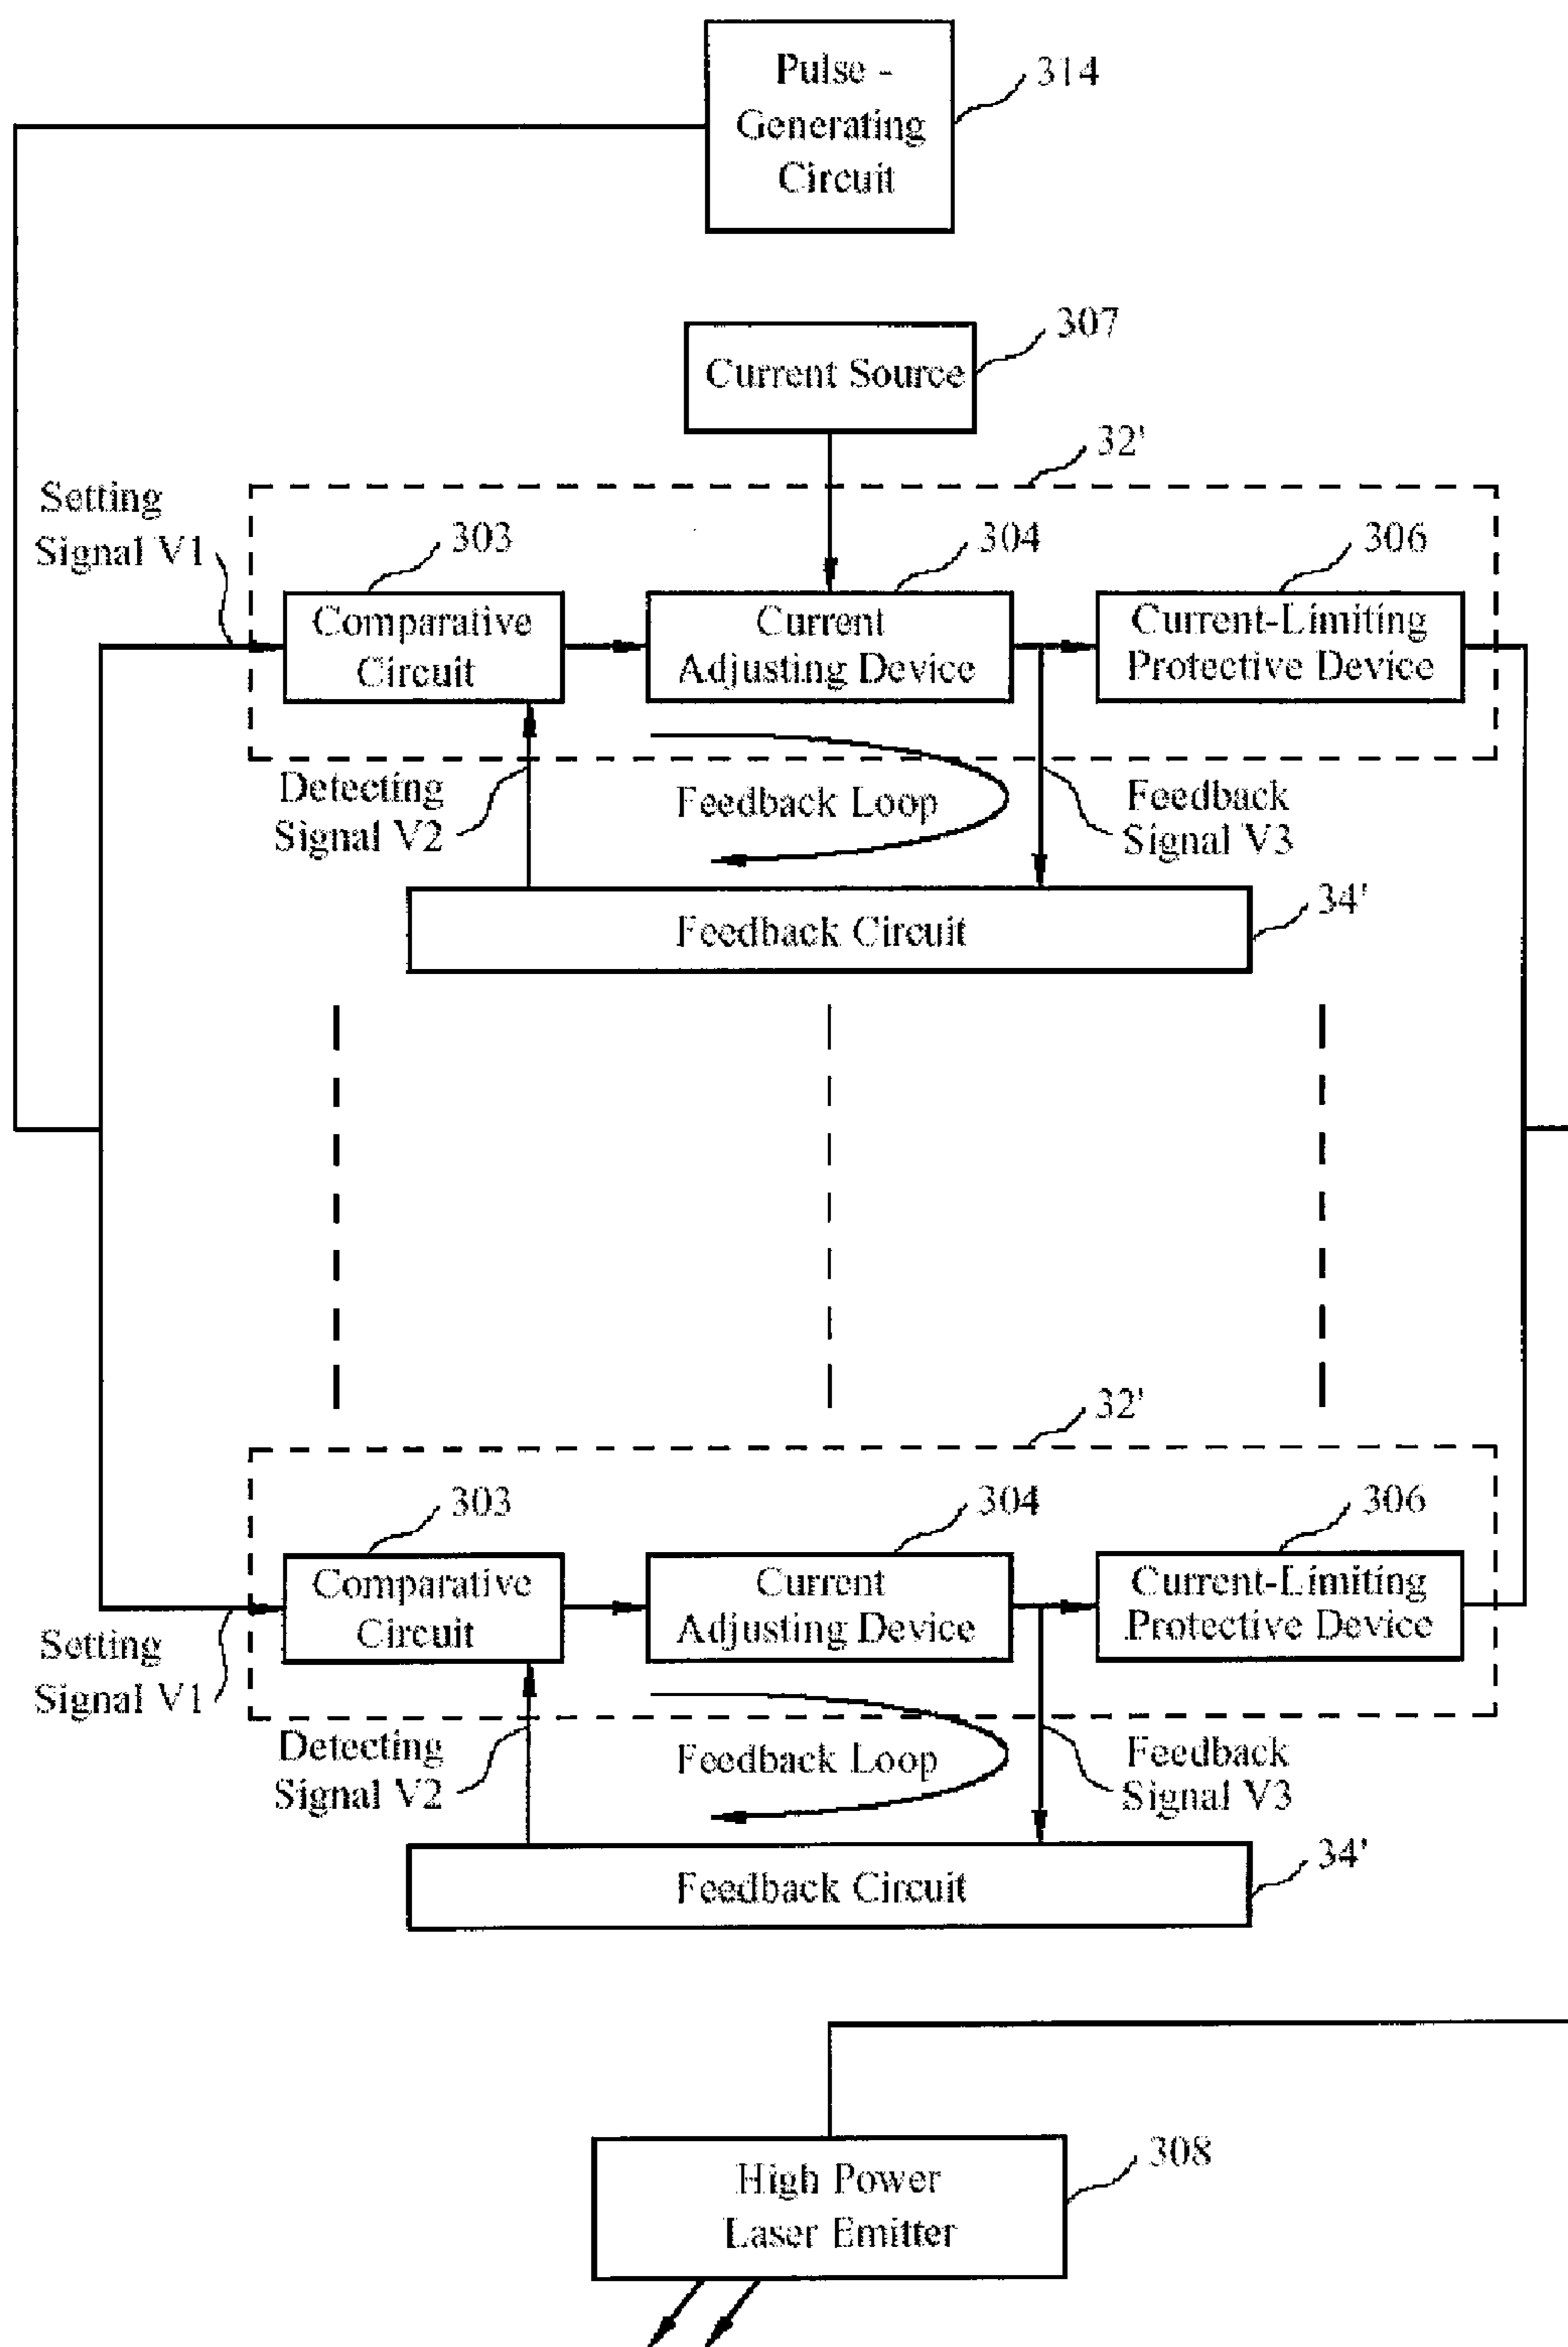 Pulse -
Generating
Circuit
314
Current Source
307
32'
Setting
Signal V1
303
304
306
Comparative
Circuit
Current
Adjusting Device
Current-Limiting
Protective Device
Detecting
Signal V2
Feedback Loop
Feedback
Signal V3
Feedback Circuit
34'
32'
303
304
306
Comparative
Circuit
Current
Adjusting Device
Current-Limiting
Protective Device
Setting
Signal V1
Detecting
Signal V2
Feedback Loop
Feedback
Signal V3
Feedback Circuit
34'
High Power
Laser Emitter
308